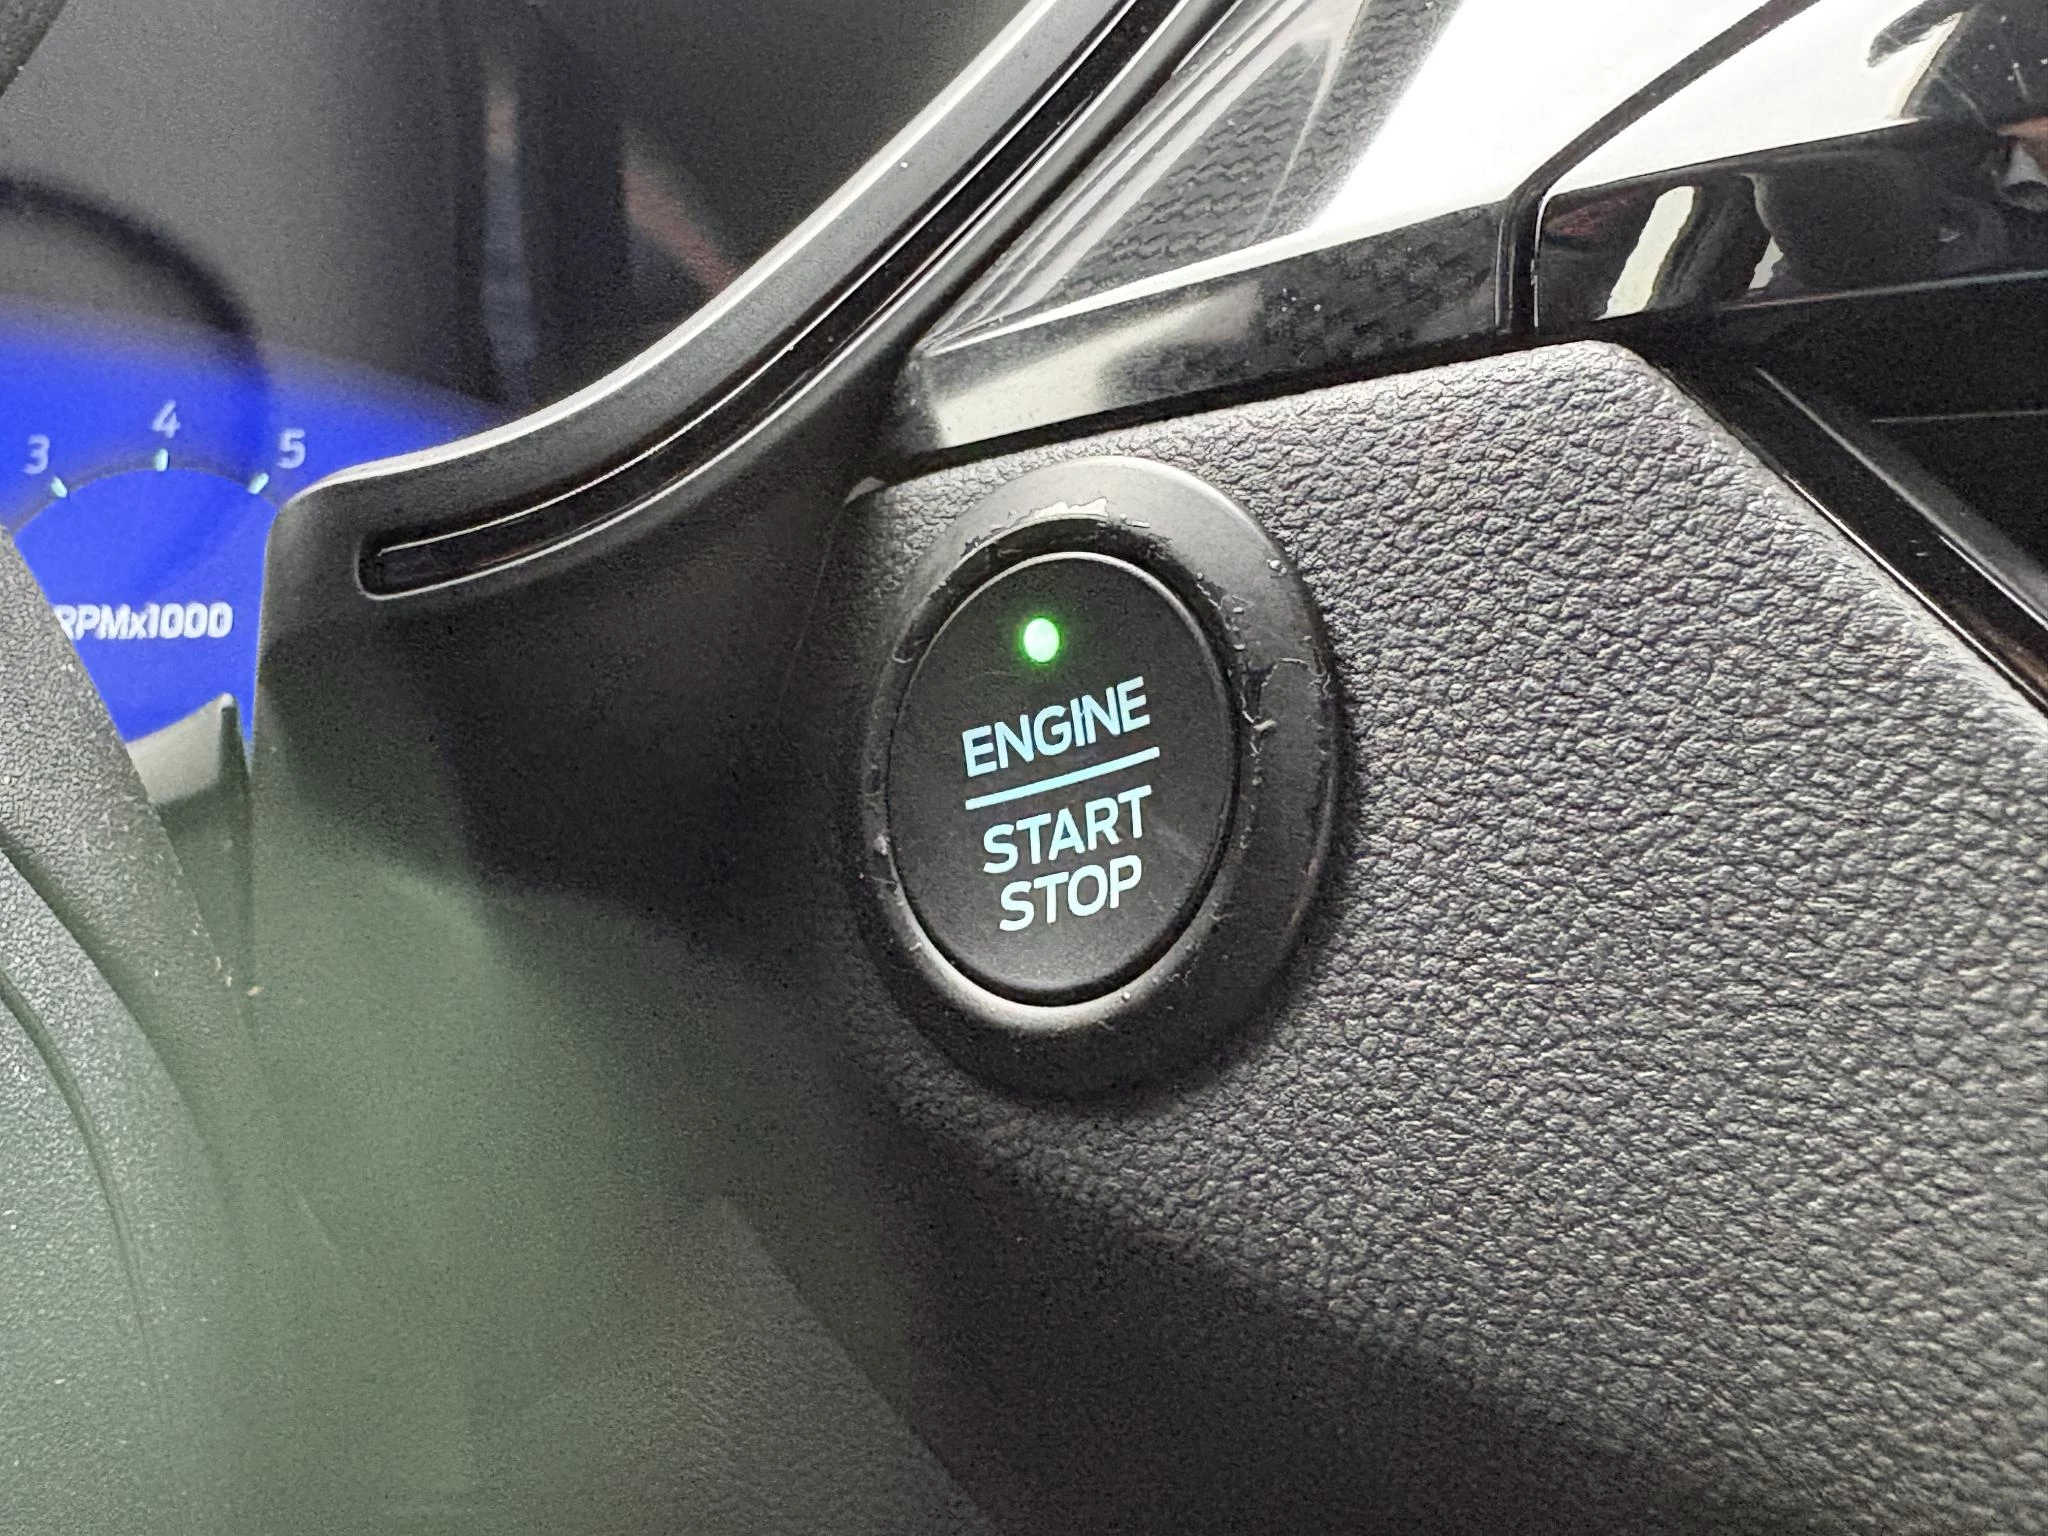 3
4
5
RPMx1000
ENGINE
START
STOP